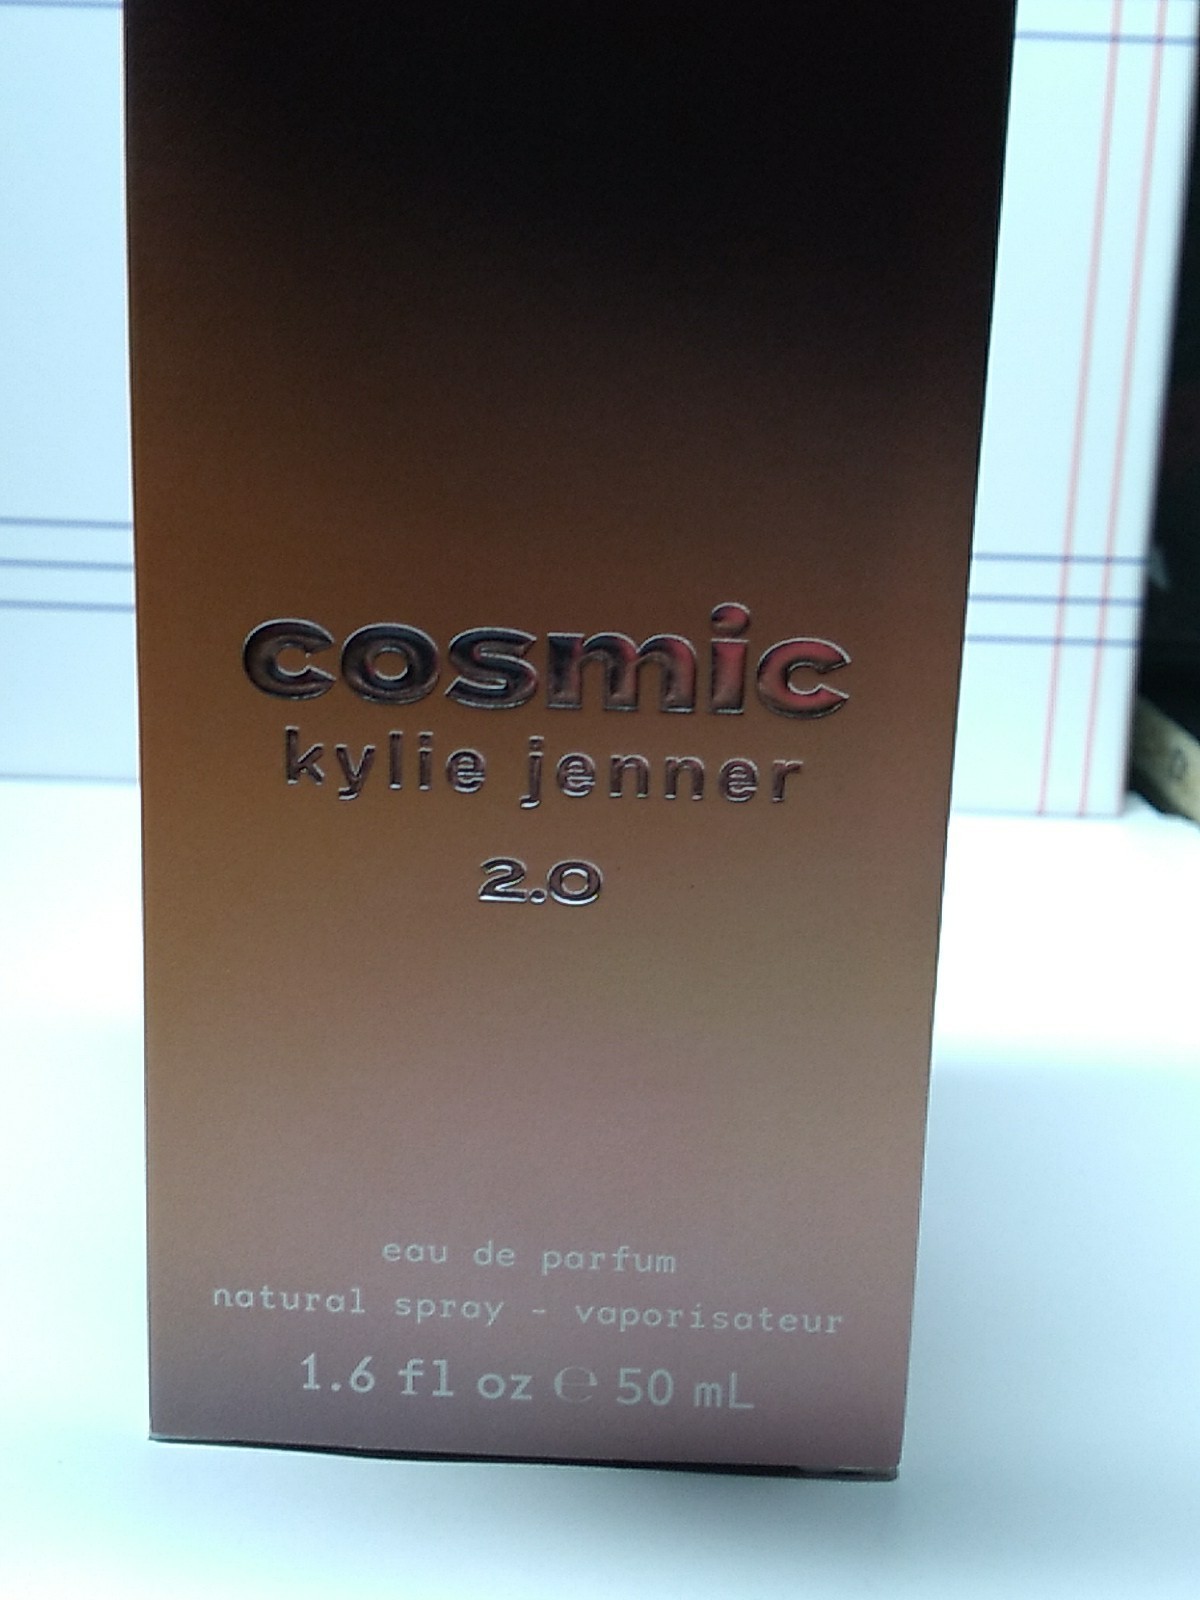 cosmic
kylie jenner
2.0
eau de parfum
natural spray - vaporisateur
1.6 fl oz ℮ 50 mL